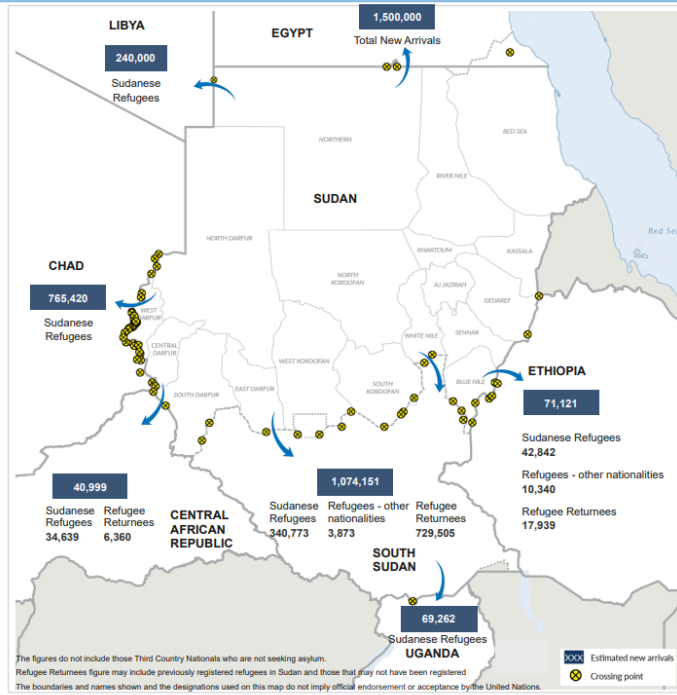 LIBYA
240,000
Sudanese
Refugees
EGYPT
1,500,000
Total New Arrivals
NORTHERN
RED SEA
RIVER NILE
SUDAN
Red Sea
NORTH DARFUR
KHARTOUM
KASSALA
NORTH
KORDOFAN
AJ JAZIRAH
GEDAREF
CHAD
765,420
Sudanese
Refugees
WEST
DARFUR
CENTRAL
DARFUR
WHITE NILE
SENNAR
WEST KORDOFAN
SOUTH
KORDOFAN
BLUE NILE
EAST DARFUR
SOUTH DARFUR
ETHIOPIA
71,121
Sudanese Refugees
42,842
Refugees - other nationalities
10,340
Refugee Returnees
17,939
40,999
Sudanese
Refugees
34,639
Refugee
Returnees
6,360
CENTRAL
AFRICAN
REPUBLIC
1,074,151
Sudanese
Refugees
340,773
Refugees - other
nationalities
3,873
Refugee
Returnees
729,505
SOUTH
SUDAN
69,262
Sudanese Refugees
UGANDA
XXX Estimated new arrivals
Crossing point
The figures do not include those Third Country Nationals who are not seeking asylum.
Refugee Returnees figure may include previously registered refugees in Sudan and those that may not have been registered
The boundaries and names shown and the designations used on this map do not imply official endorsement or acceptance by the United Nations.